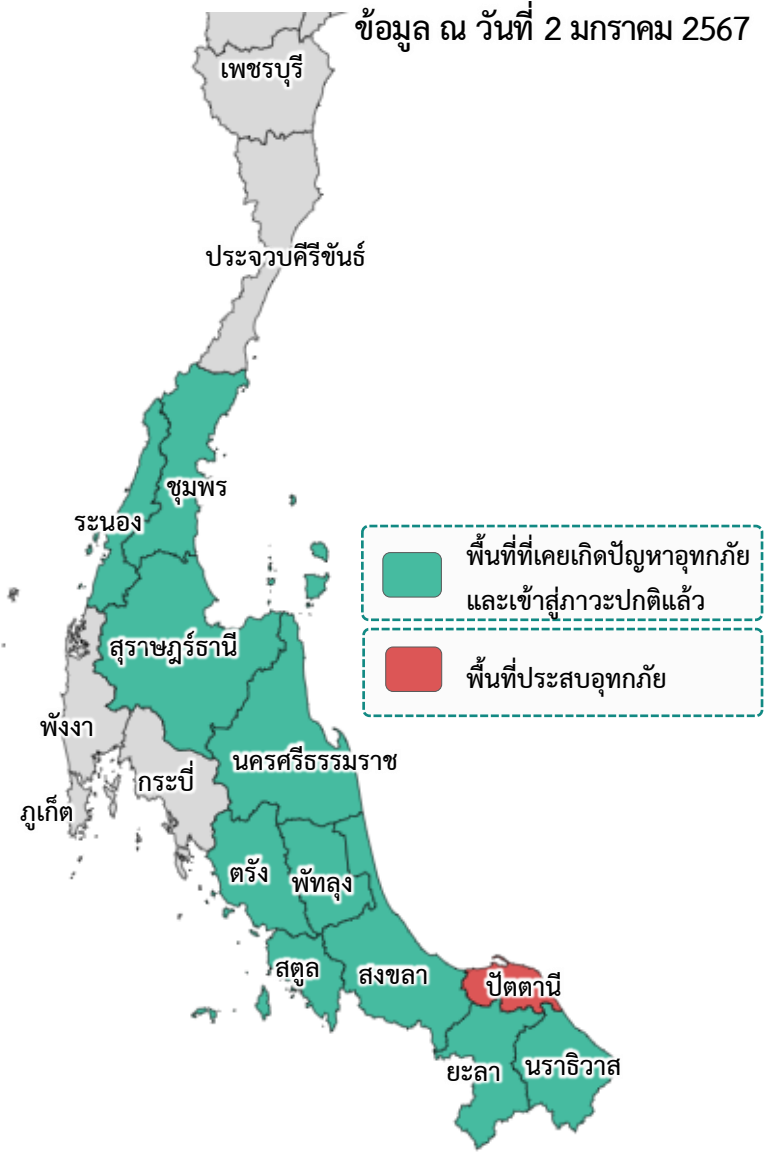 ข้อมูล ณ วันที่ 2 มกราคม 2567
เพชรบุรี
ประจวบคีรีขันธ์
ชุมพร
ระนอง
พื้นที่ที่เคยเกิดปัญหาอุทกภัย
และเข้าสู่ภาวะปกติแล้ว
สุราษฎร์ธานี
พื้นที่ประสบอุทกภัย
พังงา
นครศรีธรรมราช
กระบี่
ภูเก็ต
ตรัง
พัทลุง
สตูล
สงขลา
ปัตตานี
ยะลา
นราธิวาส